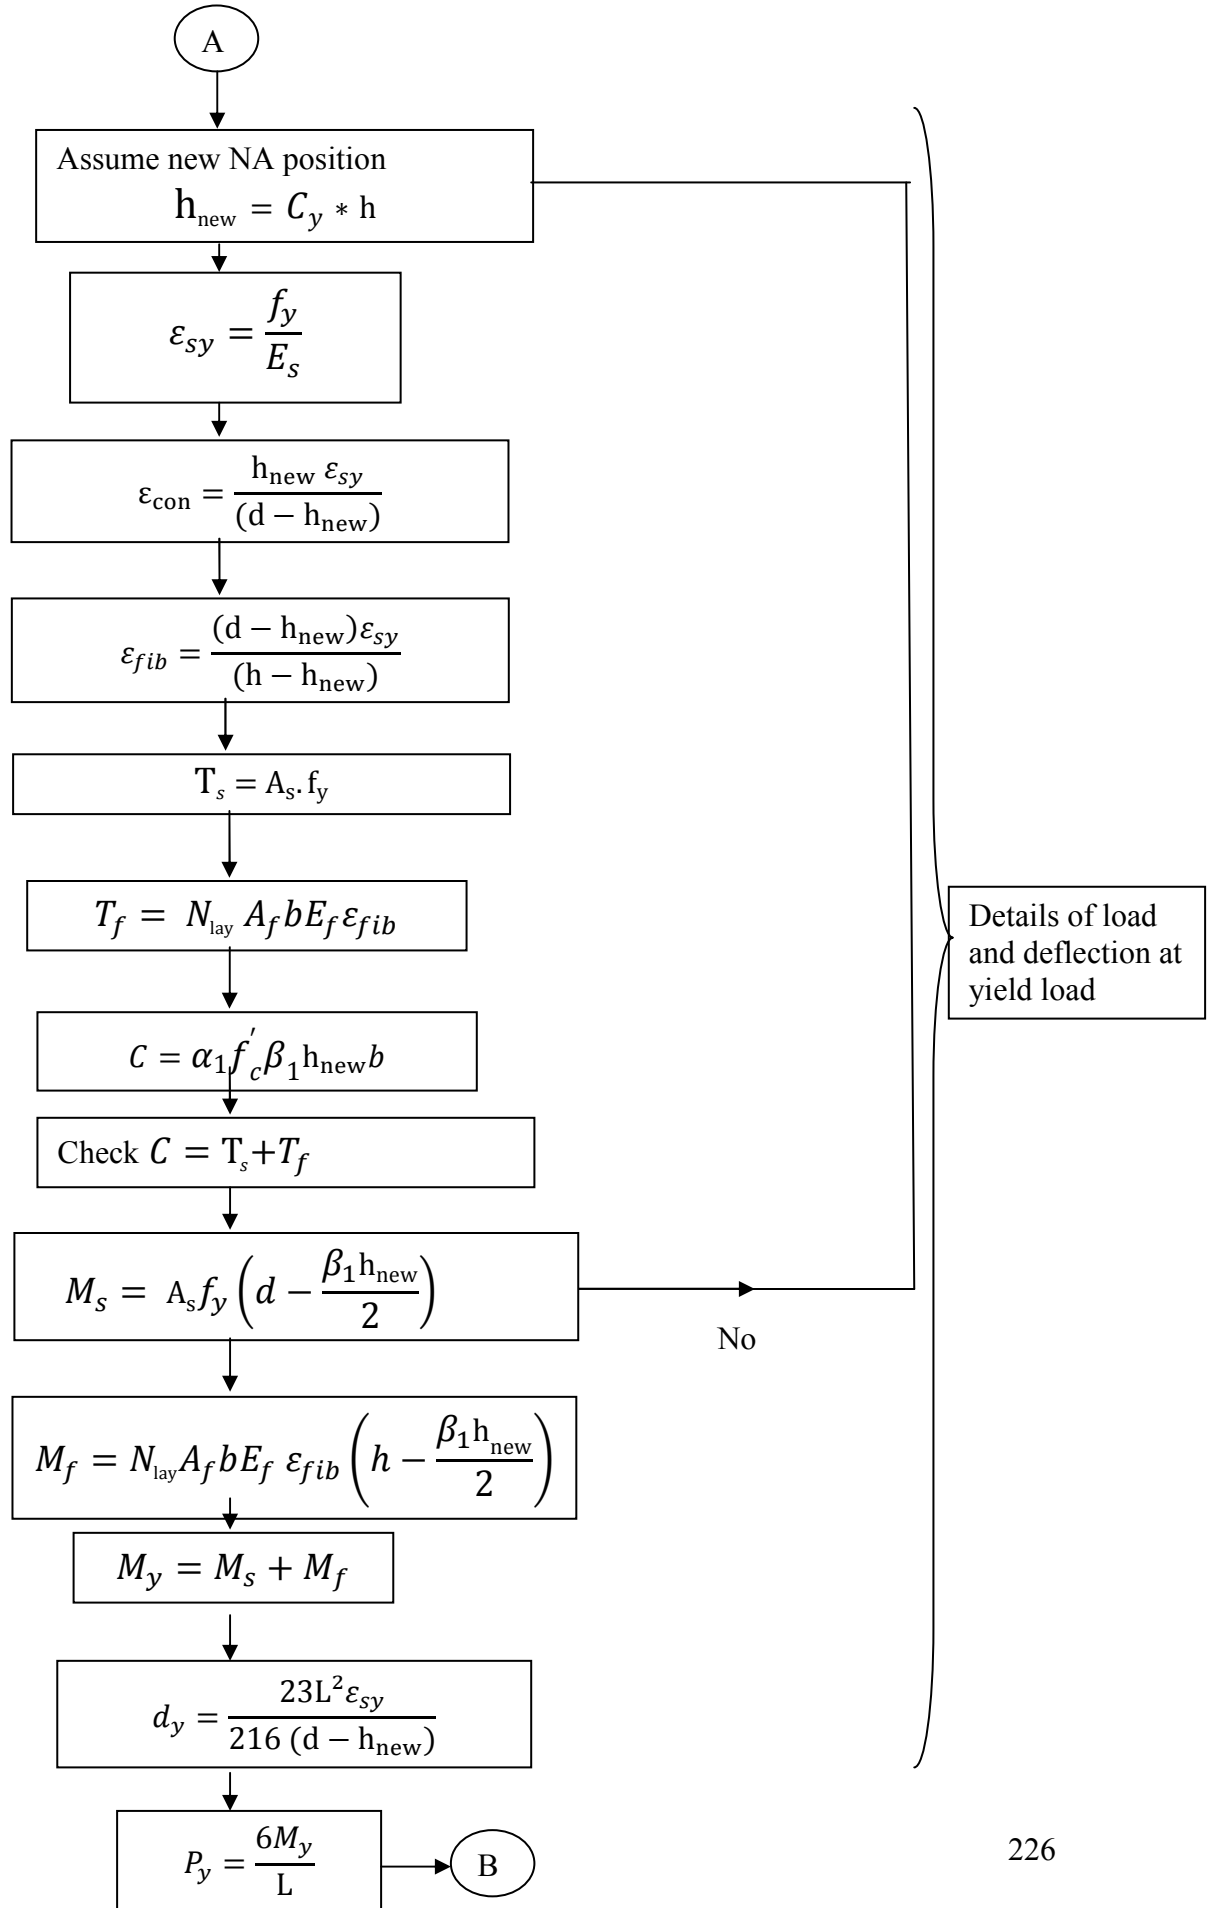 A
Assume new NA position
h_new = C_y * h
ε_sy = f_y / E_s
ε_con = h_new ε_sy / (d − h_new)
ε_fib = (d − h_new)ε_sy / (h − h_new)
T_s = A_s. f_y
T_f = N_lay A_f b E_f ε_fib
Details of load
and deflection at
yield load
C = α_1 f′_c β_1 h_new b
Check C = T_s+T_f
M_s = A_s f_y (d − β_1 h_new / 2)
No
M_f = N_lay A_f b E_f ε_fib (h − β_1 h_new / 2)
M_y = M_s + M_f
d_y = 23L² ε_sy / 216 (d − h_new)
P_y = 6M_y / L
B
226